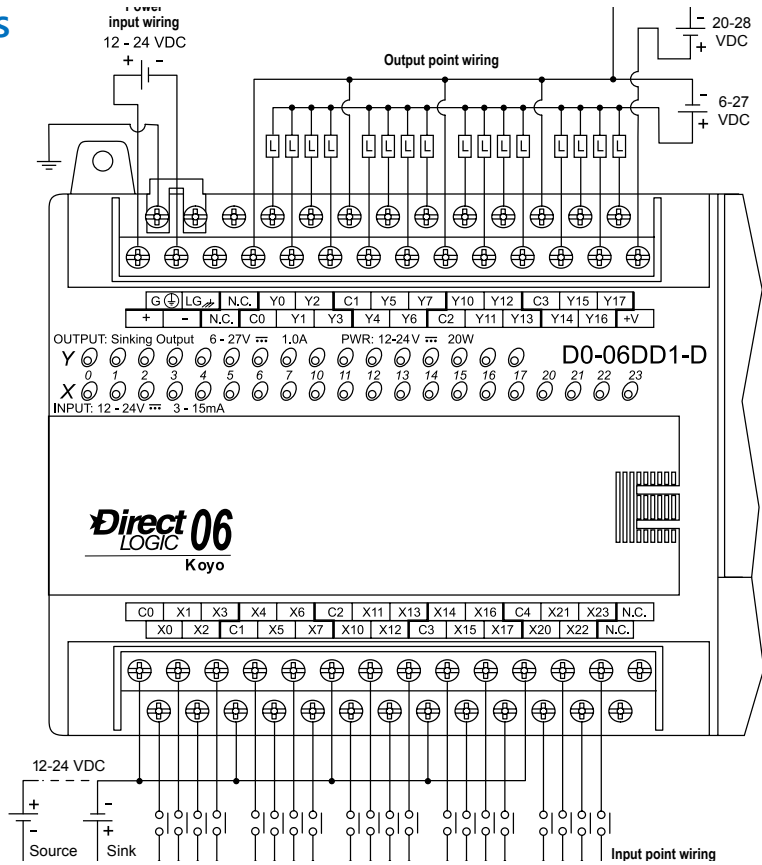 s
Power
input wiring
12 - 24 VDC
+ -
Output point wiring
-
20-28
VDC
+
-
6-27
VDC
+
L L L L L L L L L L L L L L L L
G LG N.C. Y0 Y2 C1 Y5 Y7 Y10 Y12 C3 Y15 Y17
+ - N.C. C0 Y1 Y3 Y4 Y6 C2 Y11 Y13 Y14 Y16 +V
OUTPUT: Sinking Output 6 - 27V 1.0A PWR: 12-24 V 20W
Y D0-06DD1-D
0 1 2 3 4 5 6 7 10 11 12 13 14 15 16 17 20 21 22 23
X
INPUT: 12 - 24V 3 - 15mA
Direct
LOGIC 06
Koyo
C0 X1 X3 X4 X6 C2 X11 X13 X14 X16 C4 X21 X23 N.C.
X0 X2 C1 X5 X7 X10 X12 C3 X15 X17 X20 X22 N.C.
12-24 VDC
+ -
- +
Source Sink
Input point wiring